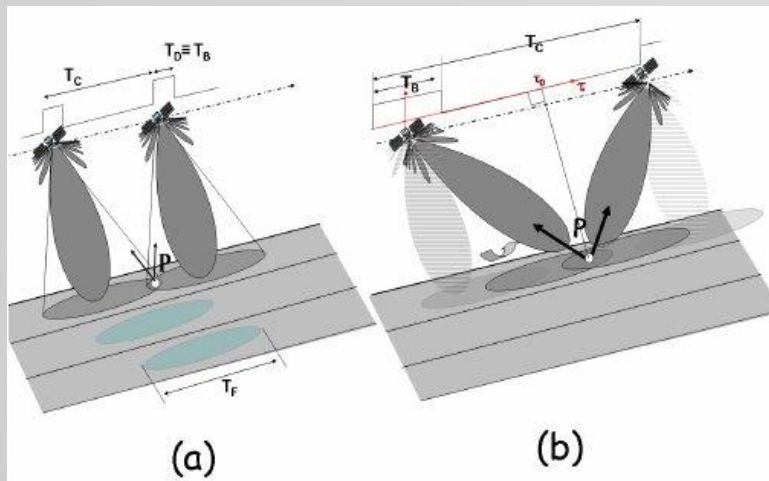 T_C
T_D≡T_B
P
T_F
(a)
T_C
T_B
τ_0
τ
P
(b)